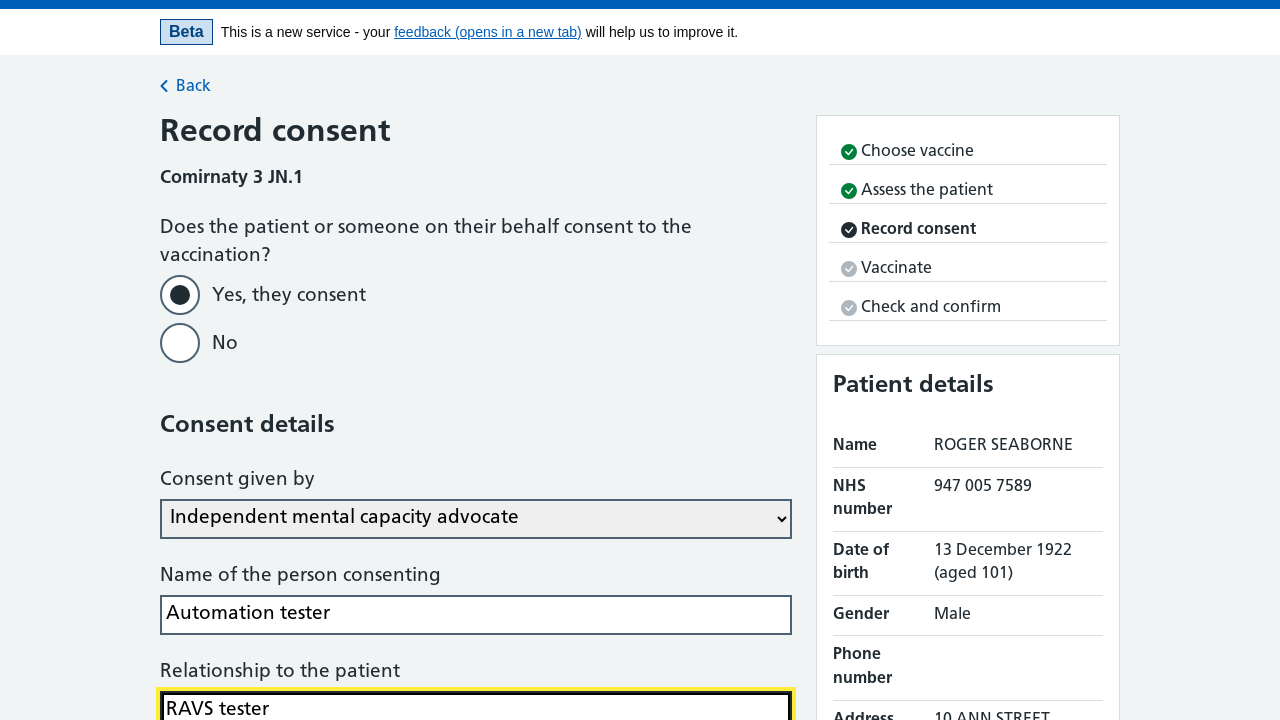 Beta This is a new service - your feedback (opens in a new tab) will help us to improve it.
Back
Record consent
Comirnaty 3 JN.1
Does the patient or someone on their behalf consent to the
vaccination?
Yes, they consent
No
Consent details
Consent given by
Independent mental capacity advocate
Name of the person consenting
Automation tester
Relationship to the patient
RAVS tester
Choose vaccine
Assess the patient
Record consent
Vaccinate
Check and confirm
Patient details
Name ROGER SEABORNE
NHS number 947 005 7589
Date of birth 13 December 1922 (aged 101)
Gender Male
Phone number
Address 10 ANN STREET